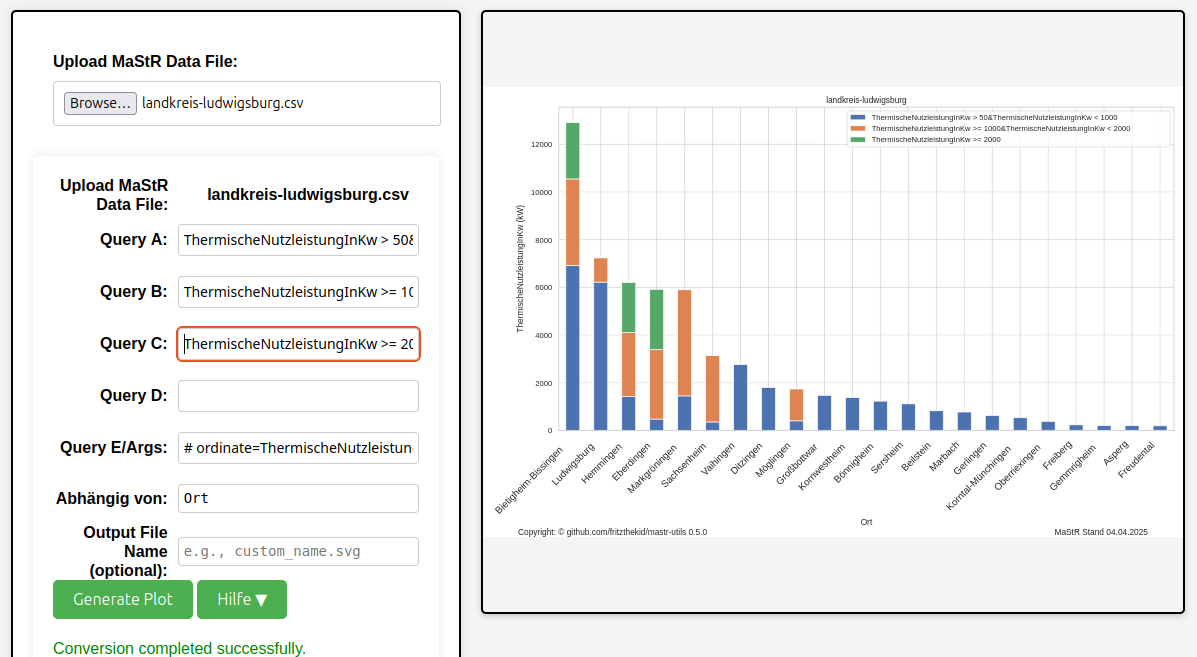 Upload MaStR Data File:
Browse... landkreis-ludwigsburg.csv
Upload MaStR
Data File:
landkreis-ludwigsburg.csv
Query A: ThermischeNutzleistungInKw > 50&
Query B: ThermischeNutzleistungInKw >= 10
Query C: ThermischeNutzleistungInKw >= 20
Query D:
Query E/Args: # ordinate=ThermischeNutzleistun
Abhängig von: Ort
Output File
Name
(optional):
e.g., custom_name.svg
Generate Plot
Hilfe ▼
Conversion completed successfully.
landkreis-ludwigsburg
ThermischeNutzleistungInKw > 50&ThermischeNutzleistungInKw < 1000
ThermischeNutzleistungInKw >= 1000&ThermischeNutzleistungInKw < 2000
ThermischeNutzleistungInKw >= 2000
ThermischeNutzleistungInKw (kW)
12000
10000
8000
6000
4000
2000
0
Bietigheim-Bissingen
Ludwigsburg
Hemmingen
Eberdingen
Markgröningen
Sachsenheim
Vaihingen
Ditzingen
Möglingen
Großbottwar
Kornwestheim
Bönnigheim
Sersheim
Beilstein
Marbach
Gerlingen
Korntal-Münchingen
Oberriexingen
Freiberg
Gemmrigheim
Asperg
Freudental
Ort
Copyright: © github.com/fritzthekid/mastr-utils 0.5.0
MaStR Stand 04.04.2025